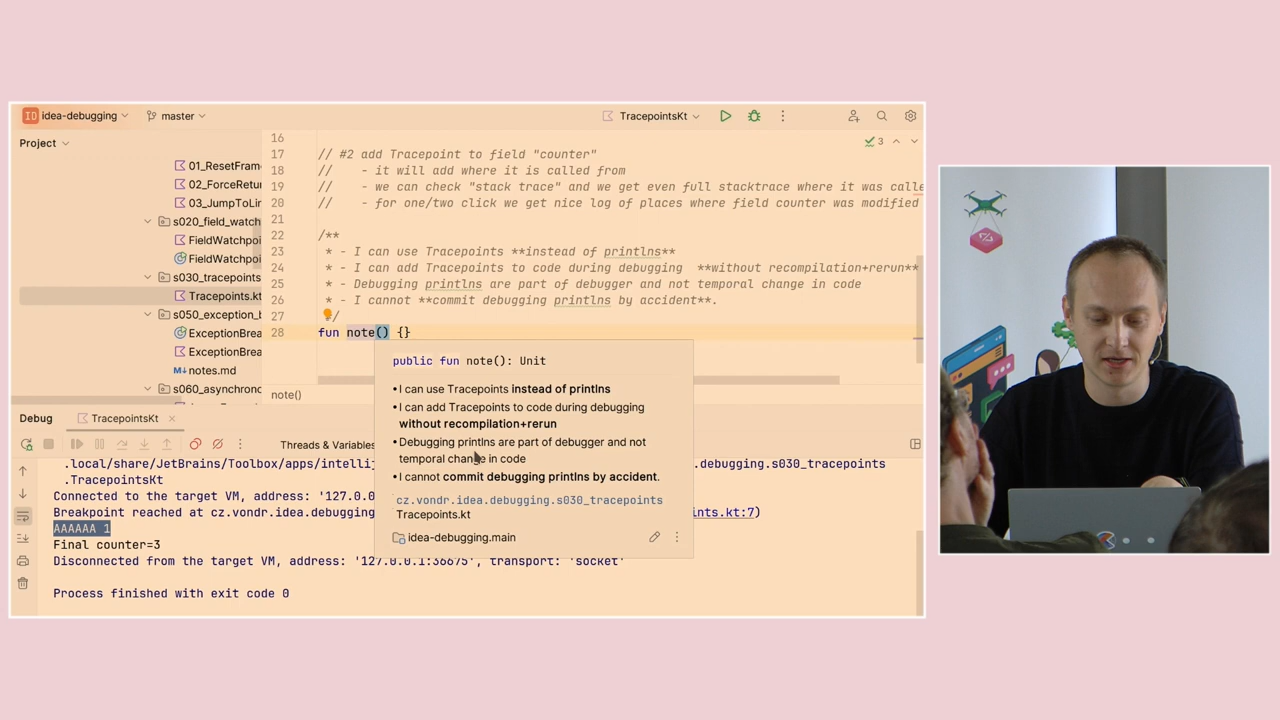 ID idea-debugging
master
TracepointsKt
Project
01_ResetFram
02_ForceRetur
03_JumpToLin
s020_field_watch
FieldWatchpoi
FieldWatchpoi
s030_tracepoints
Tracepoints.kt
s050_exception_b
ExceptionBrea
ExceptionBrea
notes.md
s060_asynchrono
3
16
17 // #2 add Tracepoint to field "counter"
18 // - it will add where it is called from
19 // - we can check "stack trace" and we get even full stacktrace where it was calle
20 // - for one/two click we get nice log of places where field counter was modified
21
22 /**
23 * - I can use Tracepoints **instead of printlns**
24 * - I can add Tracepoints to code during debugging **without recompilation+rerun**
25 * - Debugging printlns are part of debugger and not temporal change in code
26 * - I cannot **commit debugging printlns by accident**.
27 */
28 fun note() {}
public fun note(): Unit
• I can use Tracepoints instead of printlns
• I can add Tracepoints to code during debugging
without recompilation+rerun
• Debugging printlns are part of debugger and not
temporal change in code
• I cannot commit debugging printlns by accident.
cz.vondr.idea.debugging.s030_tracepoints
Tracepoints.kt
idea-debugging.main
note()
Debug
TracepointsKt
Threads & Variables
.local/share/JetBrains/Toolbox/apps/intellij
.debugging.s030_tracepoints
.TracepointsKt
Connected to the target VM, address: '127.0.0
Breakpoint reached at cz.vondr.idea.debugging
nts.kt:7)
AAAAAA 1
Final counter=3
Disconnected from the target VM, address: '127.0.0.1:36675', transport: 'socket'
Process finished with exit code 0